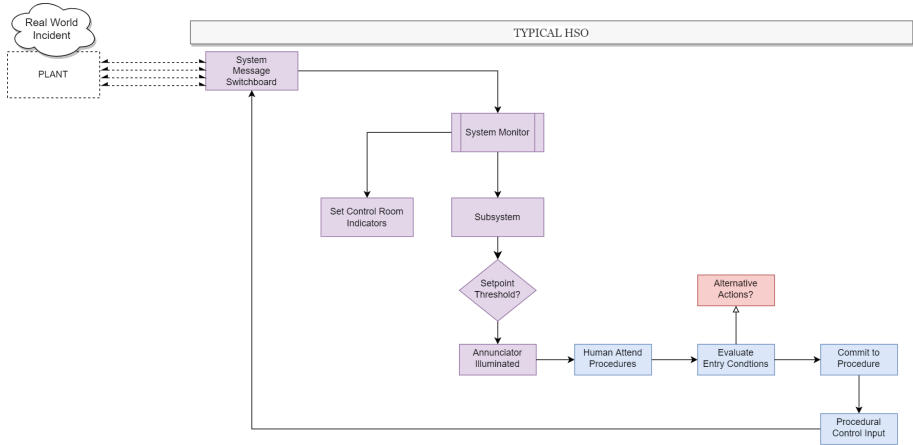 Real World
Incident
TYPICAL HSO
PLANT
System
Message
Switchboard
System Monitor
Set Control Room
Indicators
Subsystem
Setpoint
Threshold?
Alternative
Actions?
Annunciator
Illuminated
Human Attend
Procedures
Evaluate
Entry Condtions
Commit to
Procedure
Procedural
Control Input